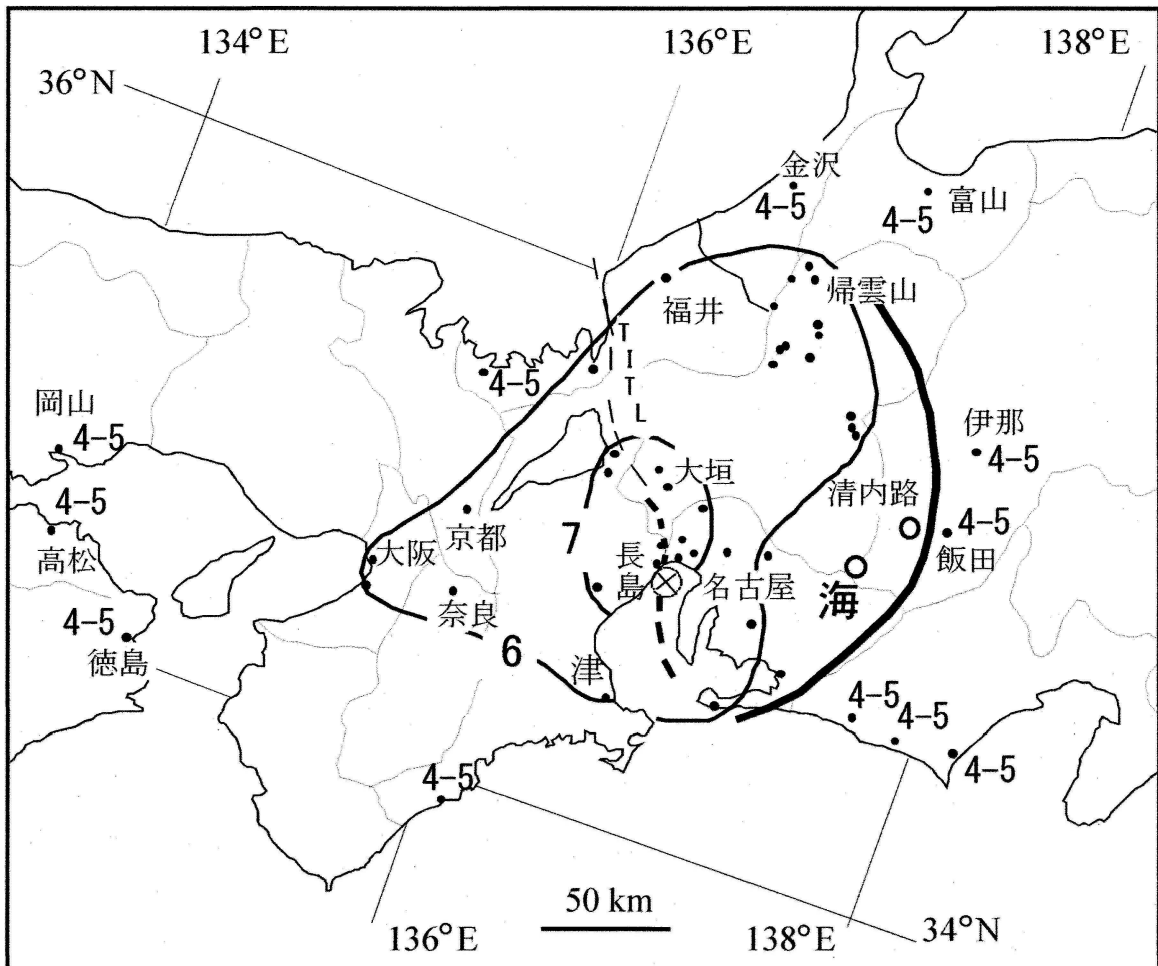 134°E
136°E
138°E
36°N
金沢
4-5
富山
4-5
帰雲山
福井
TITL
4-5
岡山
4-5
伊那
4-5
大垣
清内路
4-5
高松
京都
7
長島
大阪
名古屋
海
4-5
飯田
奈良
4-5
徳島
6
津
4-5
4-5
4-5
4-5
50 km
136°E
138°E
34°N